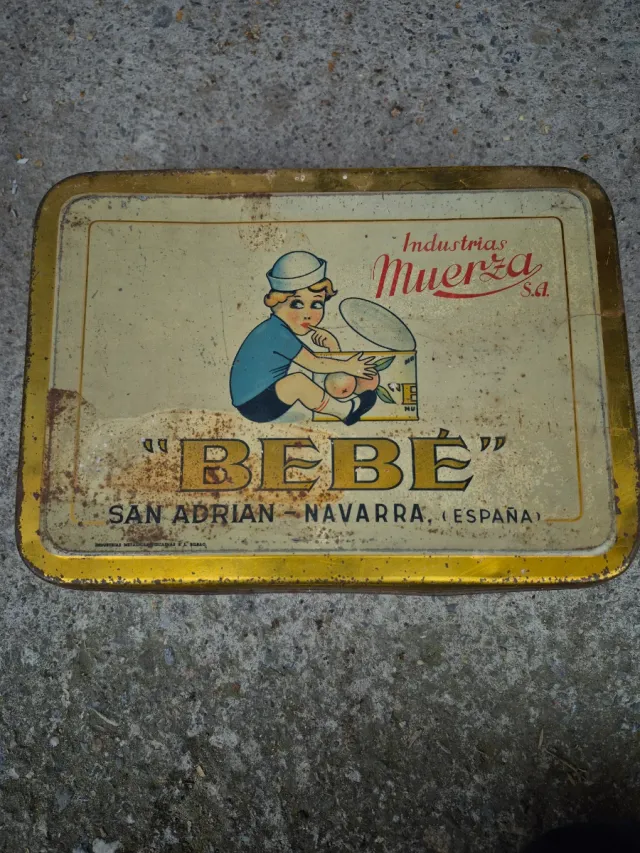 Industrias
Muerza
S.A.
"B
"BEBÉ"
SAN ADRIAN - NAVARRA. (ESPAÑA)